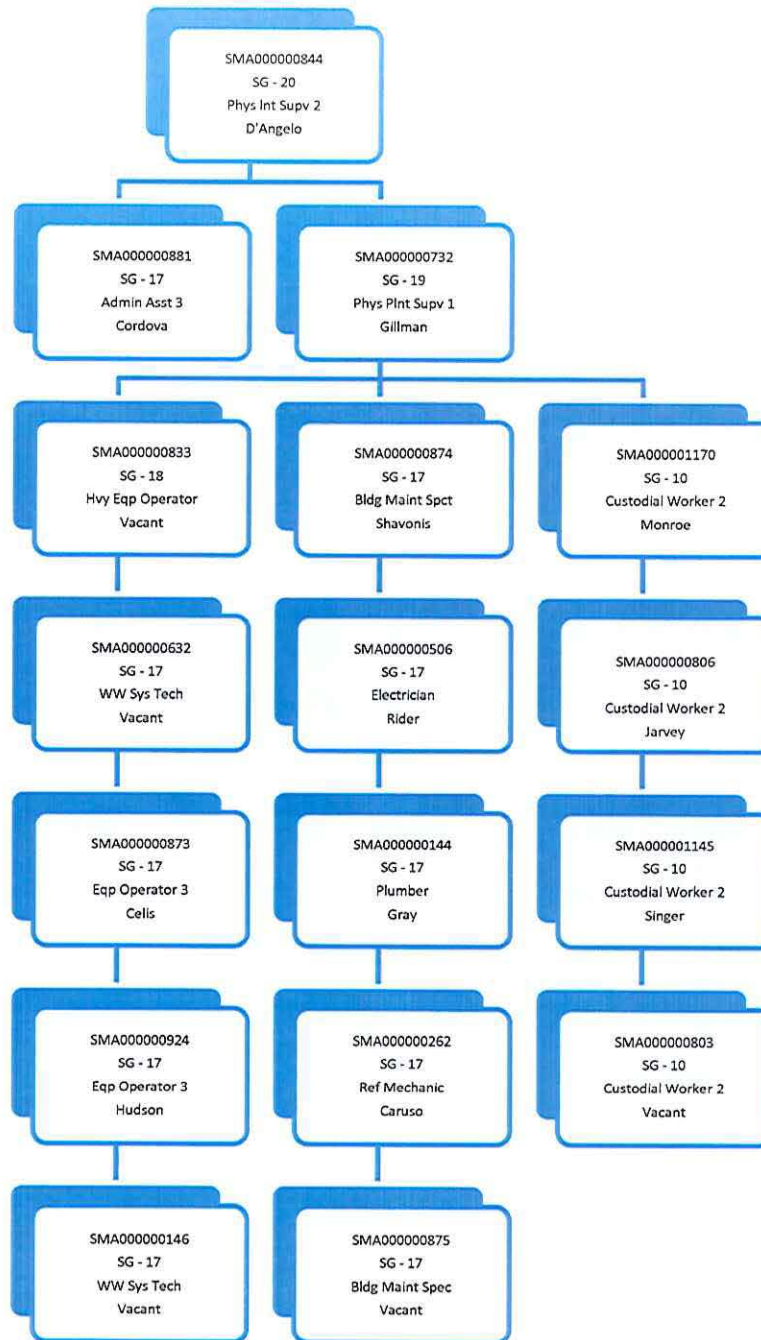 SMA000000844
SG - 20
Phys Int Supv 2
D'Angelo
SMA000000881
SG - 17
Admin Asst 3
Cordova
SMA000000732
SG - 19
Phys Plnt Supv 1
Gillman
SMA000000833
SG - 18
Hvy Eqp Operator
Vacant
SMA000000874
SG - 17
Bldg Maint Spct
Shavonis
SMA000001170
SG - 10
Custodial Worker 2
Monroe
SMA000000632
SG - 17
WW Sys Tech
Vacant
SMA000000506
SG - 17
Electrician
Rider
SMA000000806
SG - 10
Custodial Worker 2
Jarvey
SMA000000873
SG - 17
Eqp Operator 3
Celis
SMA000000144
SG - 17
Plumber
Gray
SMA000001145
SG - 10
Custodial Worker 2
Singer
SMA000000924
SG - 17
Eqp Operator 3
Hudson
SMA000000262
SG - 17
Ref Mechanic
Caruso
SMA000000803
SG - 10
Custodial Worker 2
Vacant
SMA000000146
SG - 17
WW Sys Tech
Vacant
SMA000000875
SG - 17
Bldg Maint Spec
Vacant